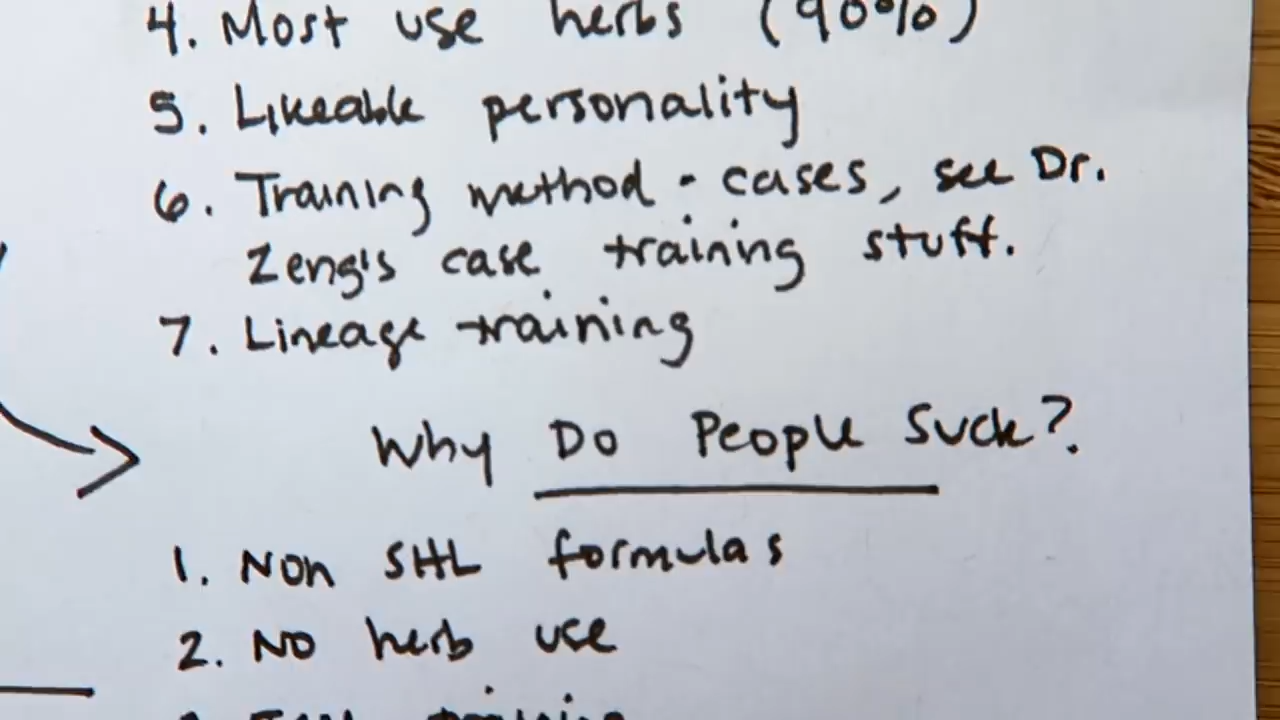 4. Most use herbs (90%)
5. Likeable personality
6. Training method - cases, see Dr.
Zeng's case training stuff.
7. Lineage training
Why Do People Suck?
1. Non SHL formulas
2. No herb use
training